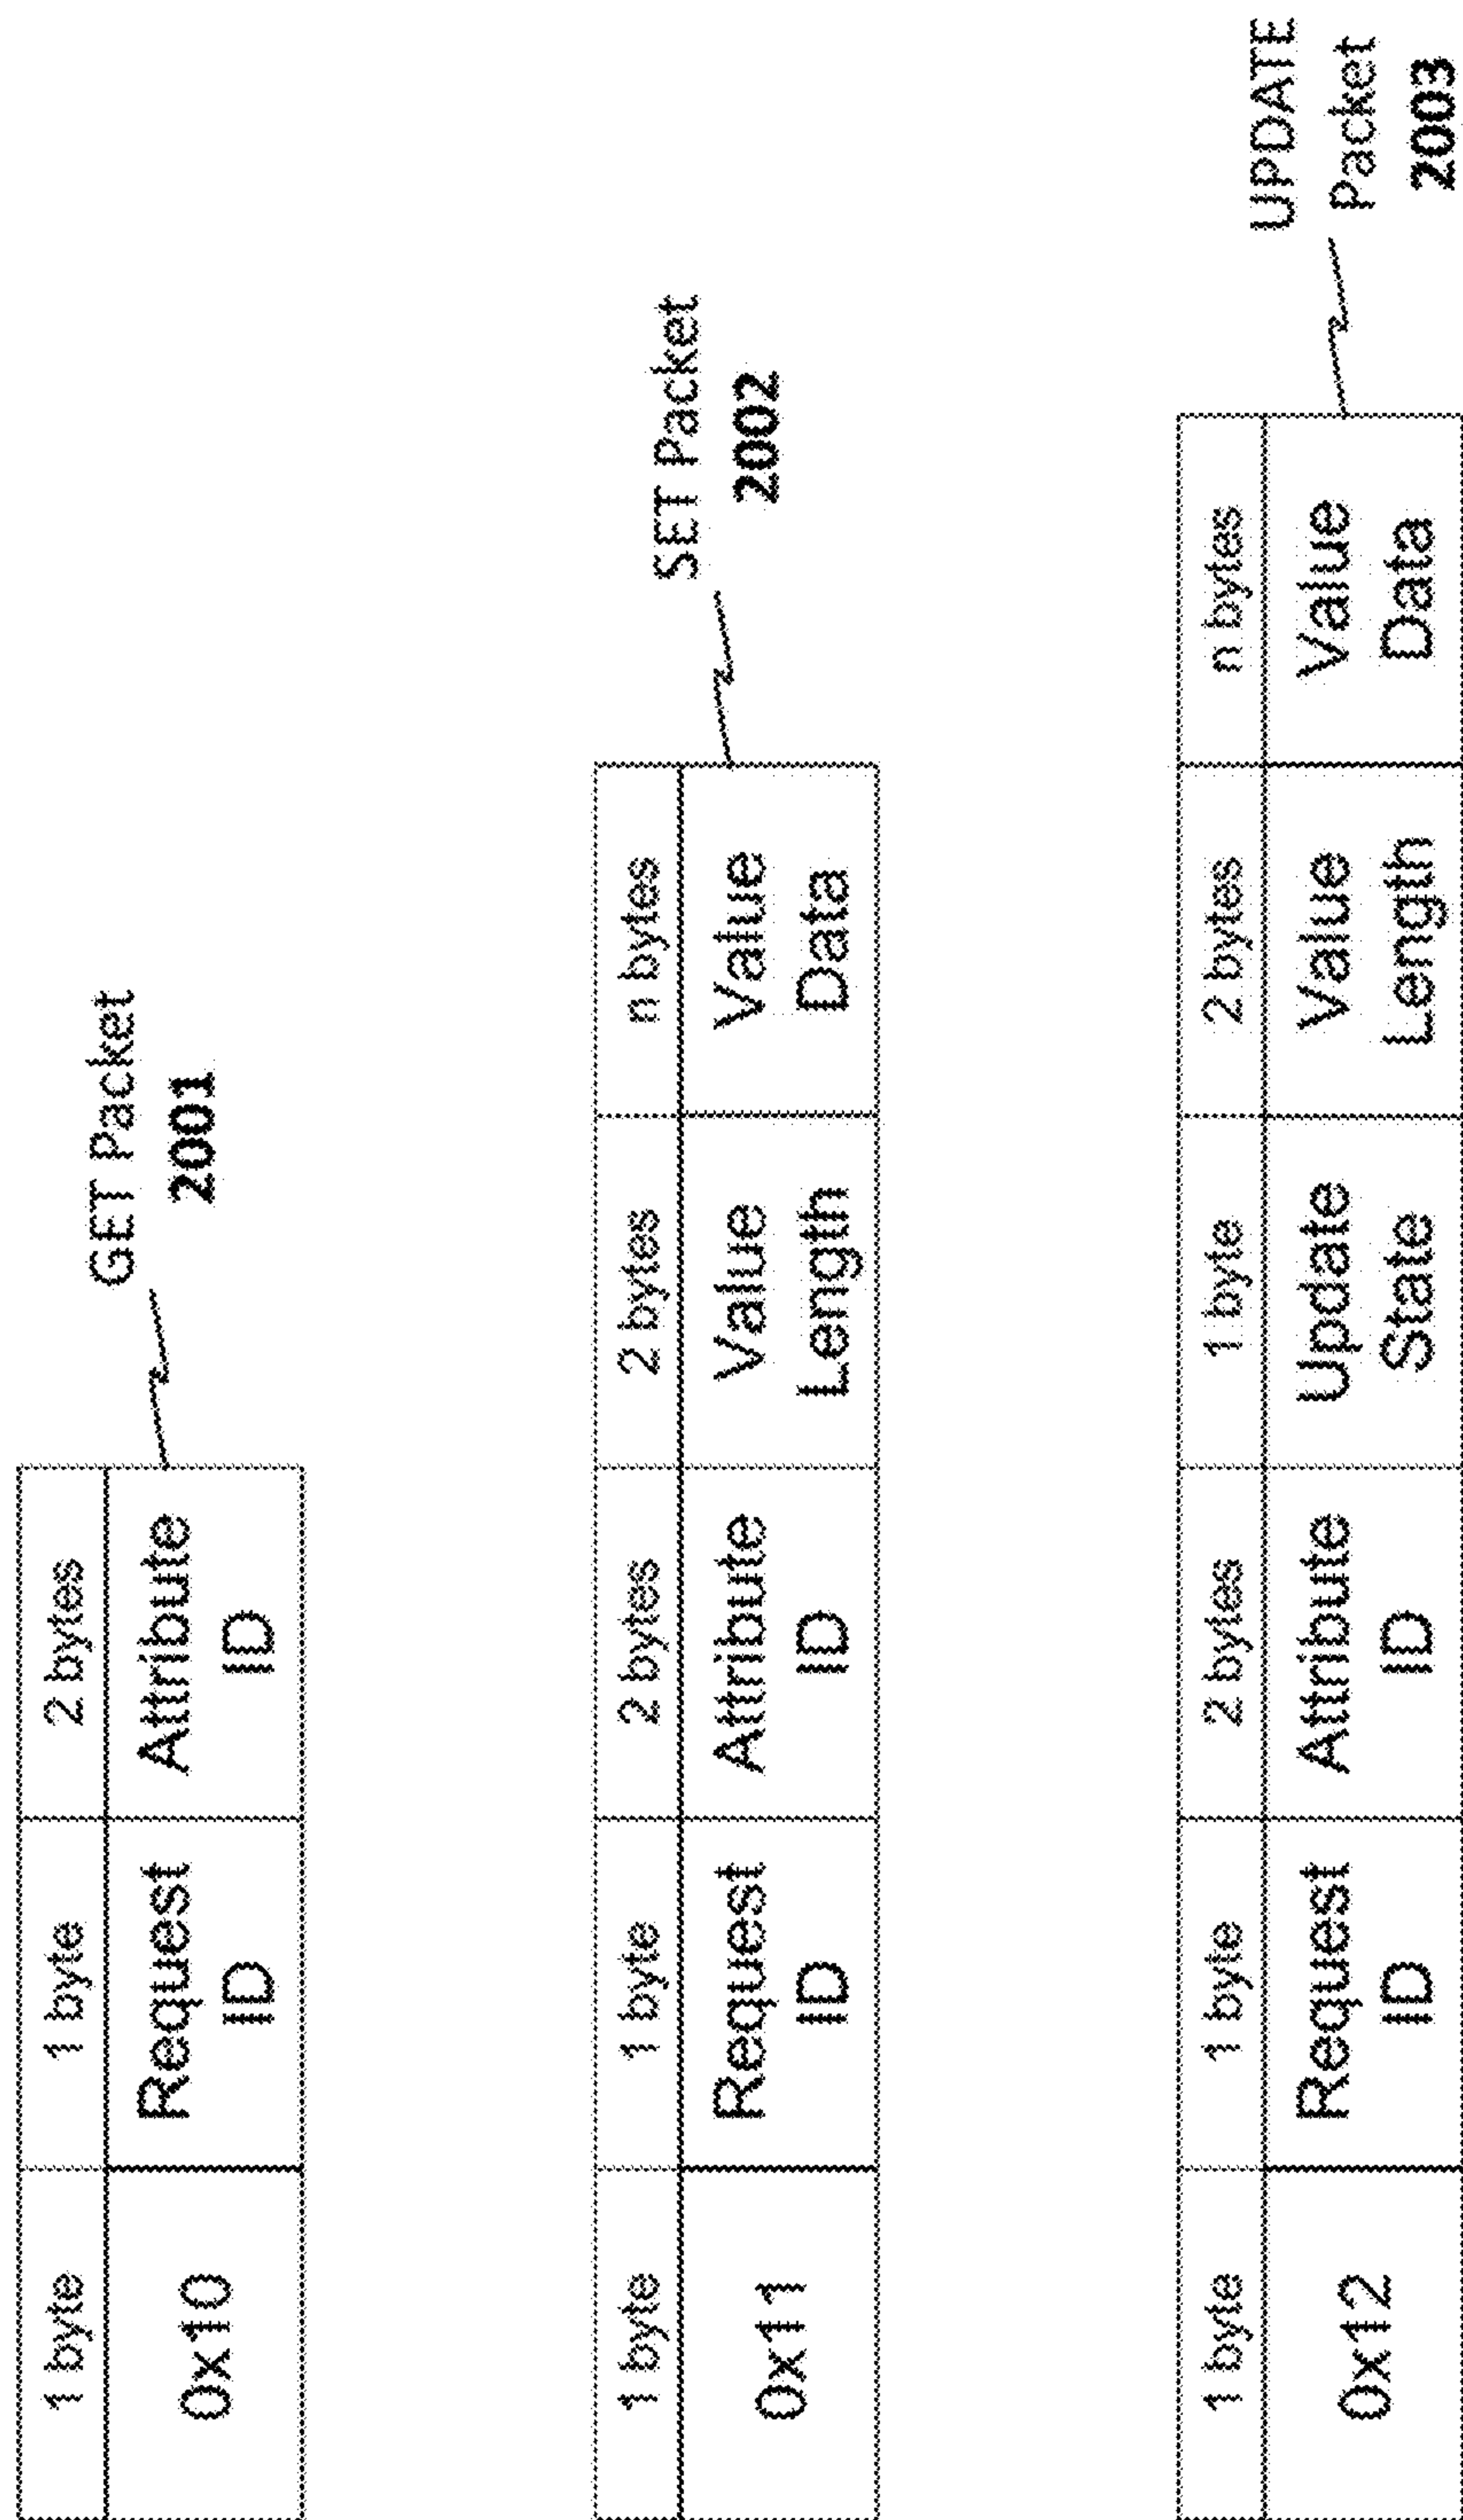 GET Packet
2001
1 byte
1 byte
2 bytes
0x10
Request
ID
Attribute
ID
SET Packet
2002
1 byte
1 byte
2 bytes
2 bytes
n bytes
0x11
Request
ID
Attribute
ID
Value
Length
Value
Data
UPDATE
Packet
2003
1 byte
1 byte
2 bytes
1 byte
2 bytes
n bytes
0x12
Request
ID
Attribute
ID
Update
State
Value
Length
Value
Data